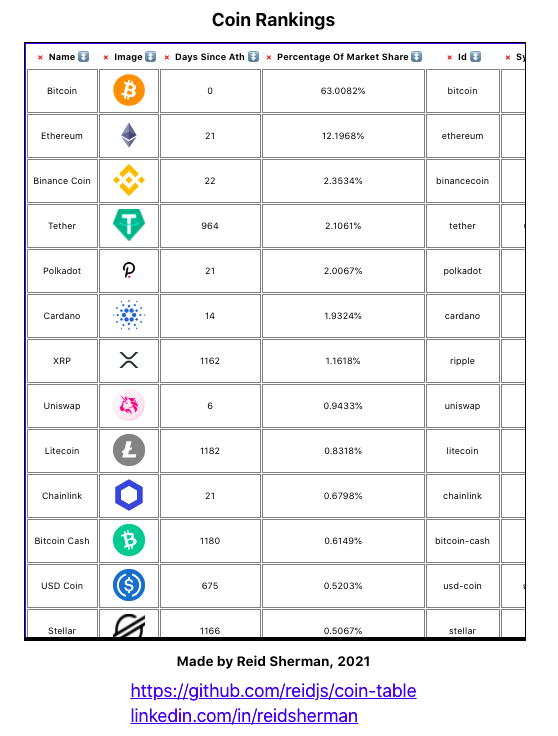 Coin Rankings
× Name × Image × Days Since Ath × Percentage Of Market Share × Id ×
Bitcoin 0 63.0082% bitcoin
Ethereum 21 12.1968% ethereum
Binance Coin 22 2.3534% binancecoin
Tether 964 2.1061% tether
Polkadot 21 2.0067% polkadot
Cardano 14 1.9324% cardano
XRP 1162 1.1618% ripple
Uniswap 6 0.9433% uniswap
Litecoin 1182 0.8318% litecoin
Chainlink 21 0.6798% chainlink
Bitcoin Cash 1180 0.6149% bitcoin-cash
USD Coin 675 0.5203% usd-coin
Stellar 1166 0.5067% stellar
Made by Reid Sherman, 2021
https://github.com/reidjs/coin-table
linkedin.com/in/reidsherman